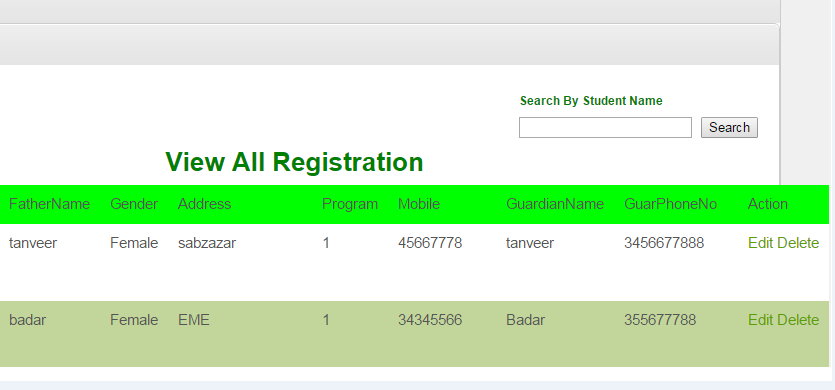 Search By Student Name
Search
View All Registration
FatherName Gender Address Program Mobile GuardianName GuarPhoneNo Action
tanveer Female sabzazar 1 45667778 tanveer 3456677888 Edit Delete
badar Female EME 1 34345566 Badar 355677788 Edit Delete